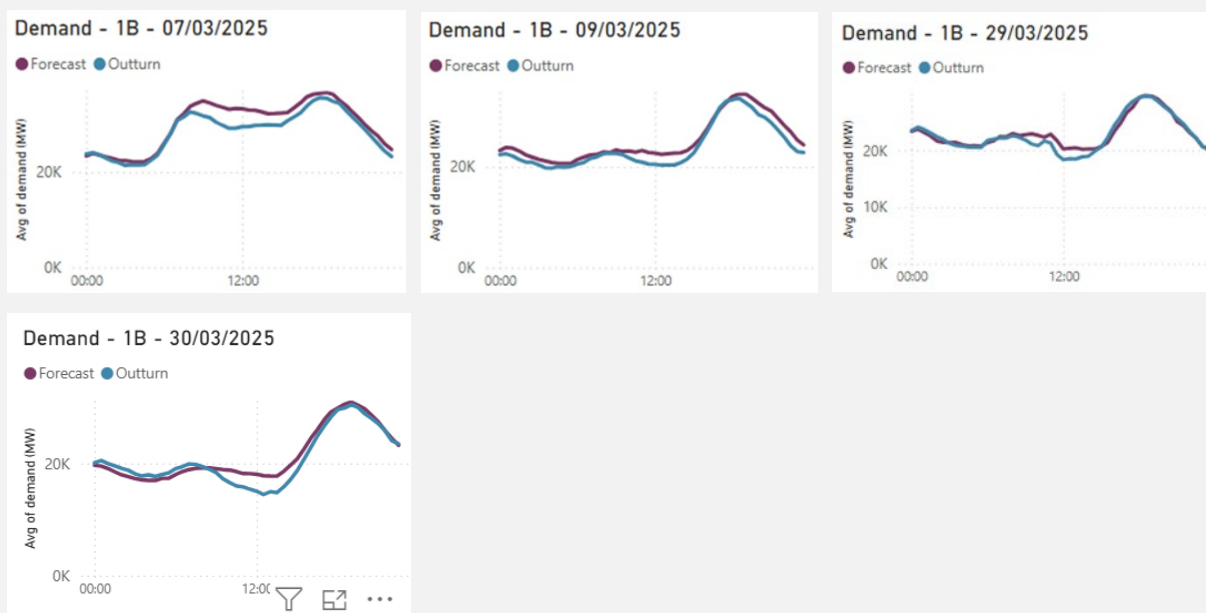 Demand - 1B - 07/03/2025
Forecast Outturn
Avg of demand (MW)
20K
0K
00:00 12:00
Demand - 1B - 09/03/2025
Forecast Outturn
Avg of demand (MW)
20K
0K
00:00 12:00
Demand - 1B - 29/03/2025
Forecast Outturn
Avg of demand (MW)
20K
10K
0K
00:00 12:00
Demand - 1B - 30/03/2025
Forecast Outturn
Avg of demand (MW)
20K
0K
00:00 12:0